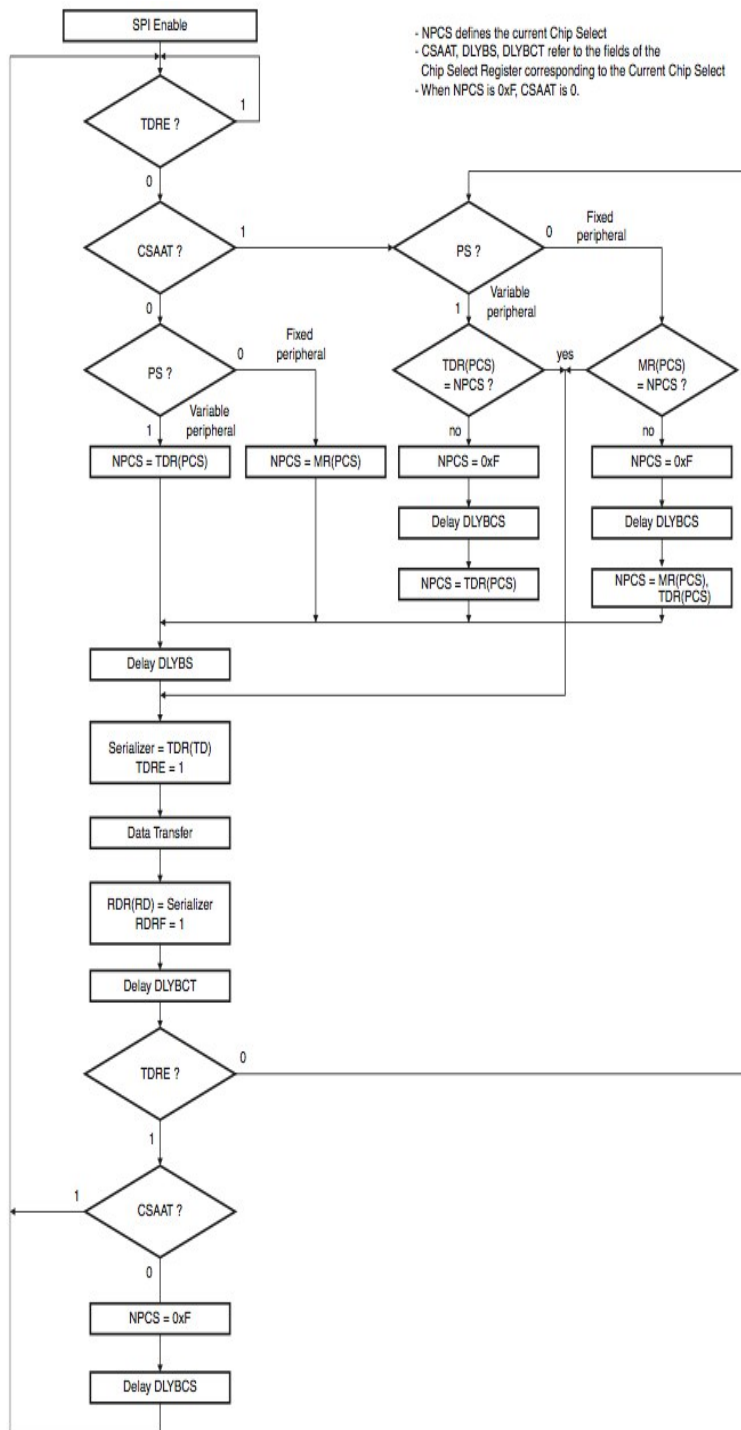 SPI Enable
- NPCS defines the current Chip Select
- CSAAT, DLYBS, DLYBCT refer to the fields of the
Chip Select Register corresponding to the Current Chip Select
- When NPCS is 0xF, CSAAT is 0.
1
TDRE ?
0
CSAAT ?
1
PS ?
0
Fixed
peripheral
0
1
Variable
peripheral
PS ?
0
Fixed
peripheral
TDR(PCS)
= NPCS ?
yes
MR(PCS)
= NPCS ?
1
Variable
peripheral
no
no
NPCS = TDR(PCS)
NPCS = MR(PCS)
NPCS = 0xF
NPCS = 0xF
Delay DLYBCS
Delay DLYBCS
NPCS = TDR(PCS)
NPCS = MR(PCS),
TDR(PCS)
Delay DLYBS
Serializer = TDR(TD)
TDRE = 1
Data Transfer
RDR(RD) = Serializer
RDRF = 1
Delay DLYBCT
TDRE ?
0
1
1
CSAAT ?
0
NPCS = 0xF
Delay DLYBCS